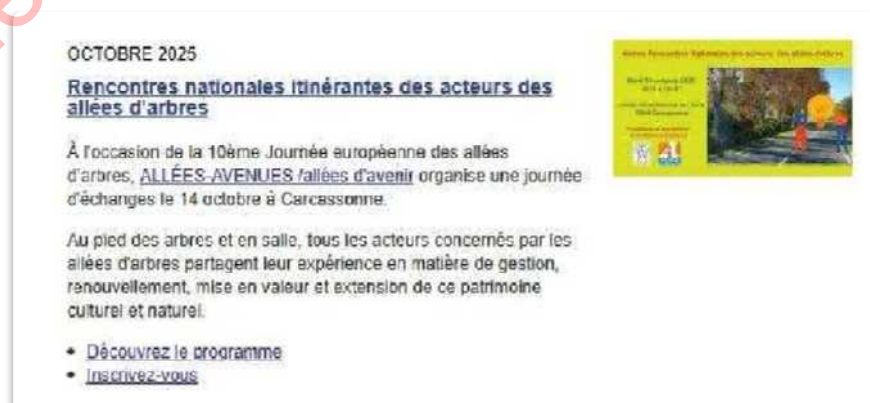 OCTOBRE 2025
Rencontres nationales itinérantes des acteurs des
allées d'arbres
À l'occasion de la 10ème Journée européenne des allées
d'arbres, ALLÉES-AVENUES /allées d'avenir organise une journée
d'échanges le 14 octobre à Carcassonne.
Au pied des arbres et en salle, tous les acteurs concernés par les
allées d'arbres partagent leur expérience en matière de gestion,
renouvellement, mise en valeur et extension de ce patrimoine
culturel et naturel.
• Découvrez le programme
• Inscrivez-vous